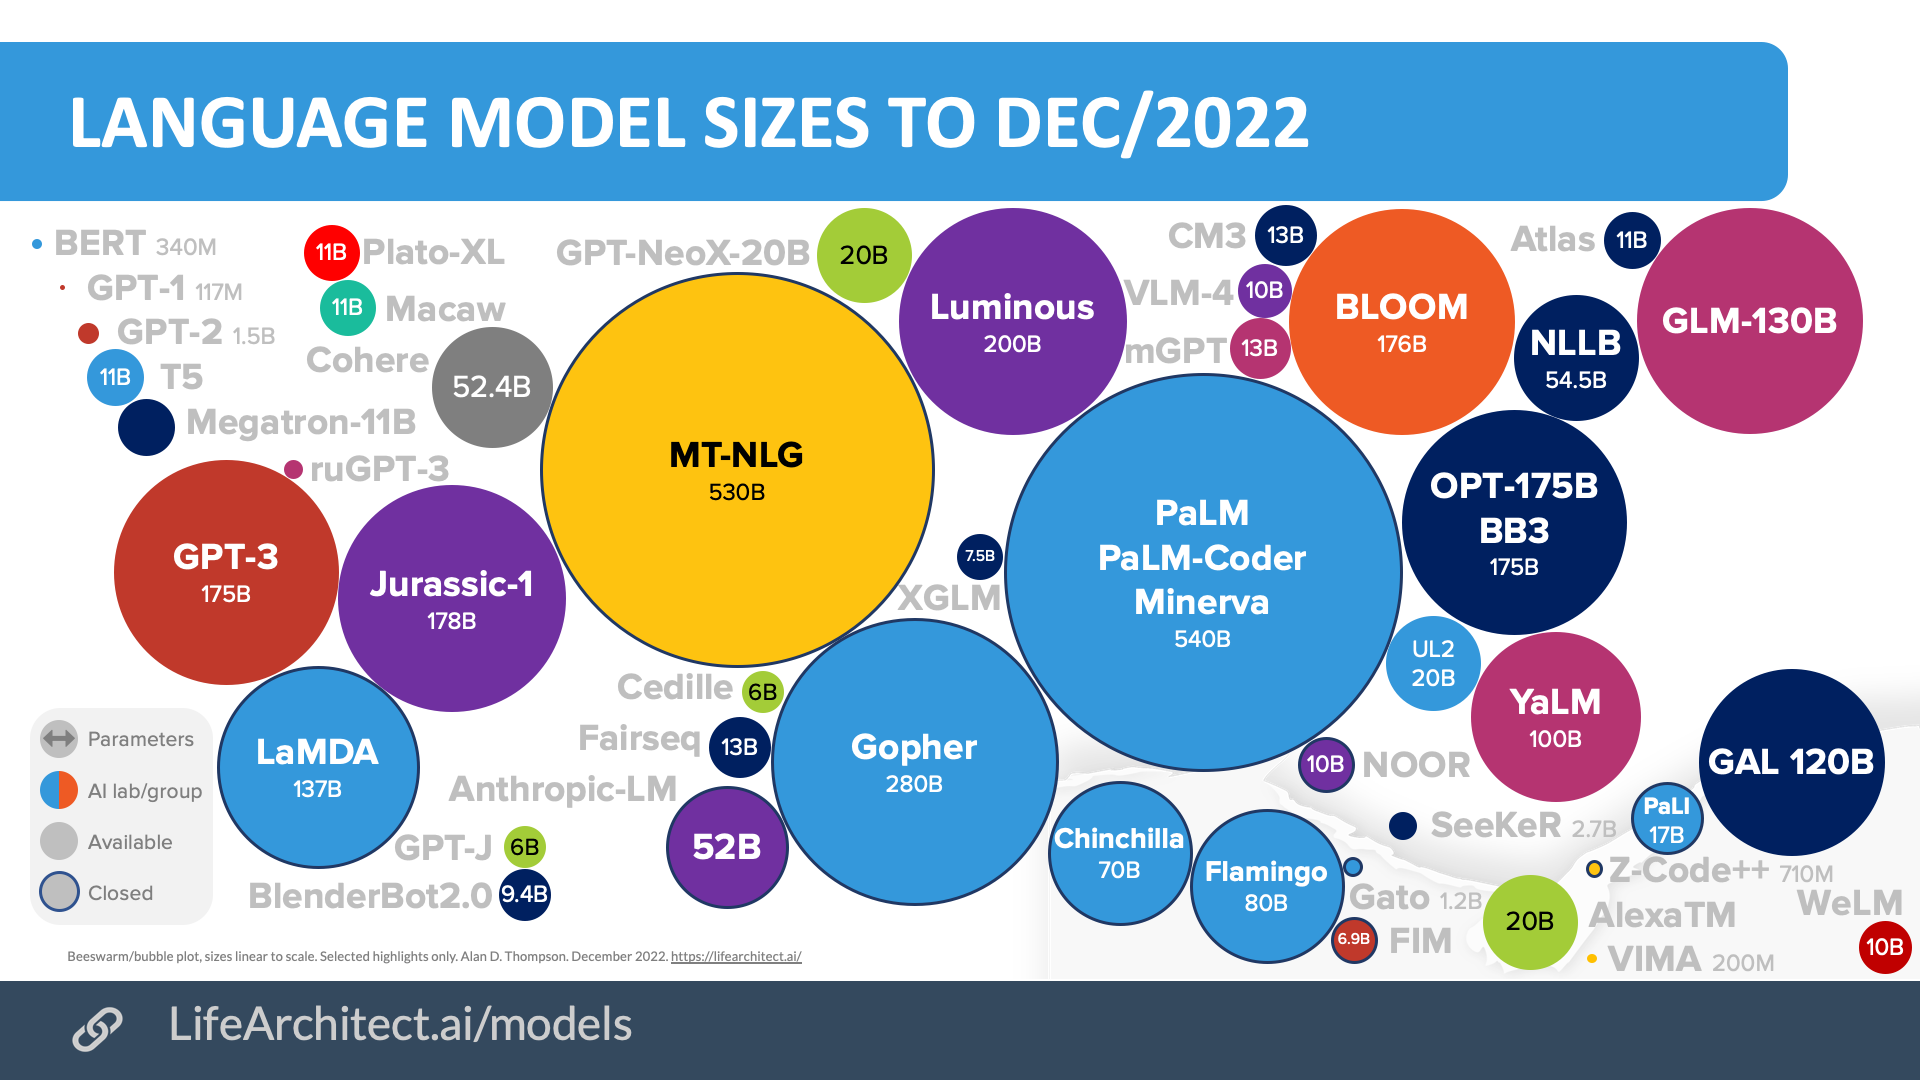 LANGUAGE MODEL SIZES TO DEC/2022
BERT 340M
GPT-1 117M
GPT-2 1.5B
11B T5
Megatron-11B
ruGPT-3
11B Plato-XL
11B Macaw
Cohere
52.4B
GPT-NeoX-20B 20B
Luminous
200B
CM3 13B
VLM-4 10B
mGPT 13B
BLOOM
176B
Atlas 11B
NLLB
54.5B
GLM-130B
MT-NLG
530B
GPT-3
175B
Jurassic-1
178B
7.5B
XGLM
PaLM
PaLM-Coder
Minerva
540B
OPT-175B
BB3
175B
UL2
20B
YaLM
100B
GAL 120B
LaMDA
137B
Cedille 6B
Fairseq 13B
Anthropic-LM
52B
Gopher
280B
GPT-J 6B
BlenderBot2.0 9.4B
10B NOOR
Chinchilla
70B
Flamingo
80B
SeeKeR 2.7B
PaLI
17B
Gato 1.2B
6.9B FIM
Z-Code++ 710M
20B AlexaTM
VIMA 200M
WeLM
10B
Parameters
AI lab/group
Available
Closed
Beeswarm/bubble plot, sizes linear to scale. Selected highlights only. Alan D. Thompson. December 2022. https://lifearchitect.ai/
LifeArchitect.ai/models